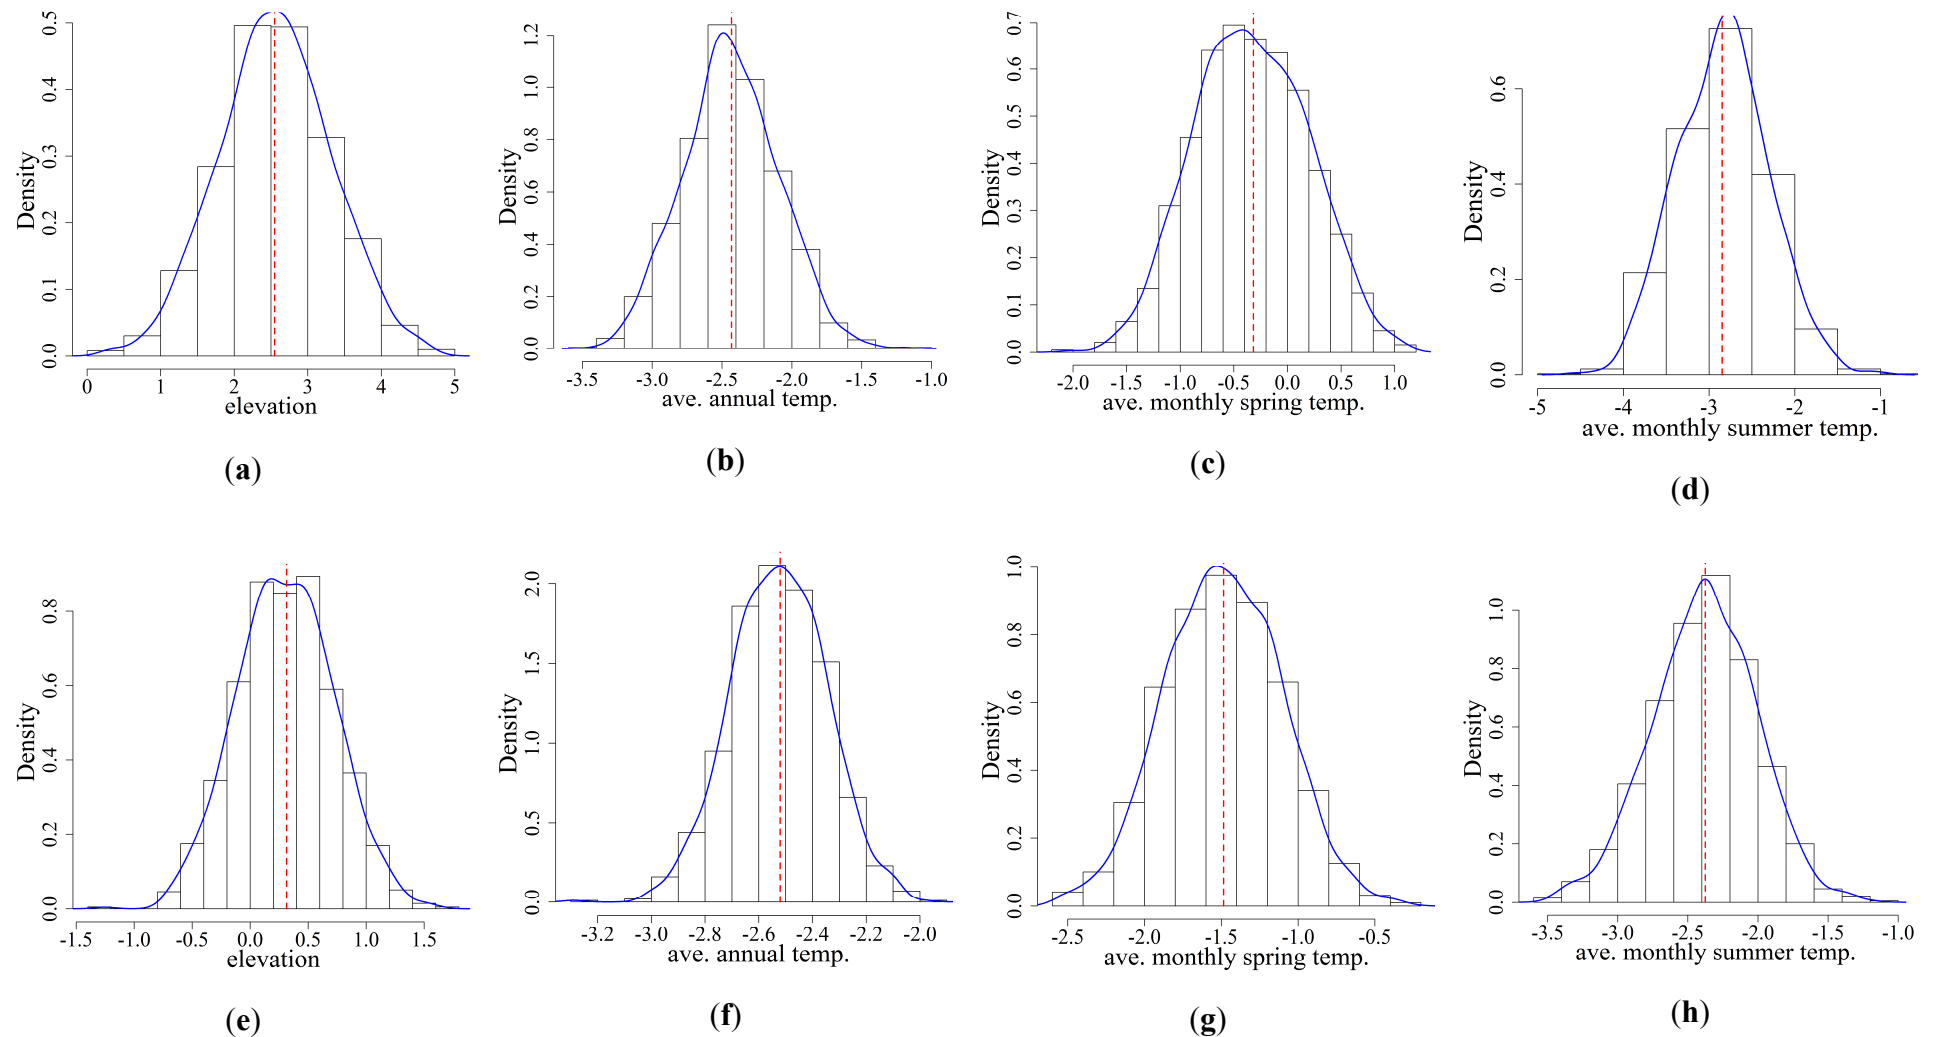 Density
0.0 0.1 0.2 0.3 0.4 0.5
0 1 2 3 4 5
elevation
(a)
Density
0.0 0.2 0.4 0.6 0.8 1.0 1.2
-3.5 -3.0 -2.5 -2.0 -1.5 -1.0
ave. annual temp.
(b)
Density
0.0 0.1 0.2 0.3 0.4 0.5 0.6 0.7
-2.0 -1.5 -1.0 -0.5 0.0 0.5 1.0
ave. monthly spring temp.
(c)
Density
0.0 0.2 0.4 0.6
-5 -4 -3 -2 -1
ave. monthly summer temp.
(d)
Density
0.0 0.2 0.4 0.6 0.8
-1.5 -1.0 -0.5 0.0 0.5 1.0 1.5
elevation
(e)
Density
0.0 0.5 1.0 1.5 2.0
-3.2 -3.0 -2.8 -2.6 -2.4 -2.2 -2.0
ave. annual temp.
(f)
Density
0.0 0.2 0.4 0.6 0.8 1.0
-2.5 -2.0 -1.5 -1.0 -0.5
ave. monthly spring temp.
(g)
Density
0.0 0.2 0.4 0.6 0.8 1.0
-3.5 -3.0 -2.5 -2.0 -1.5 -1.0
ave. monthly summer temp.
(h)